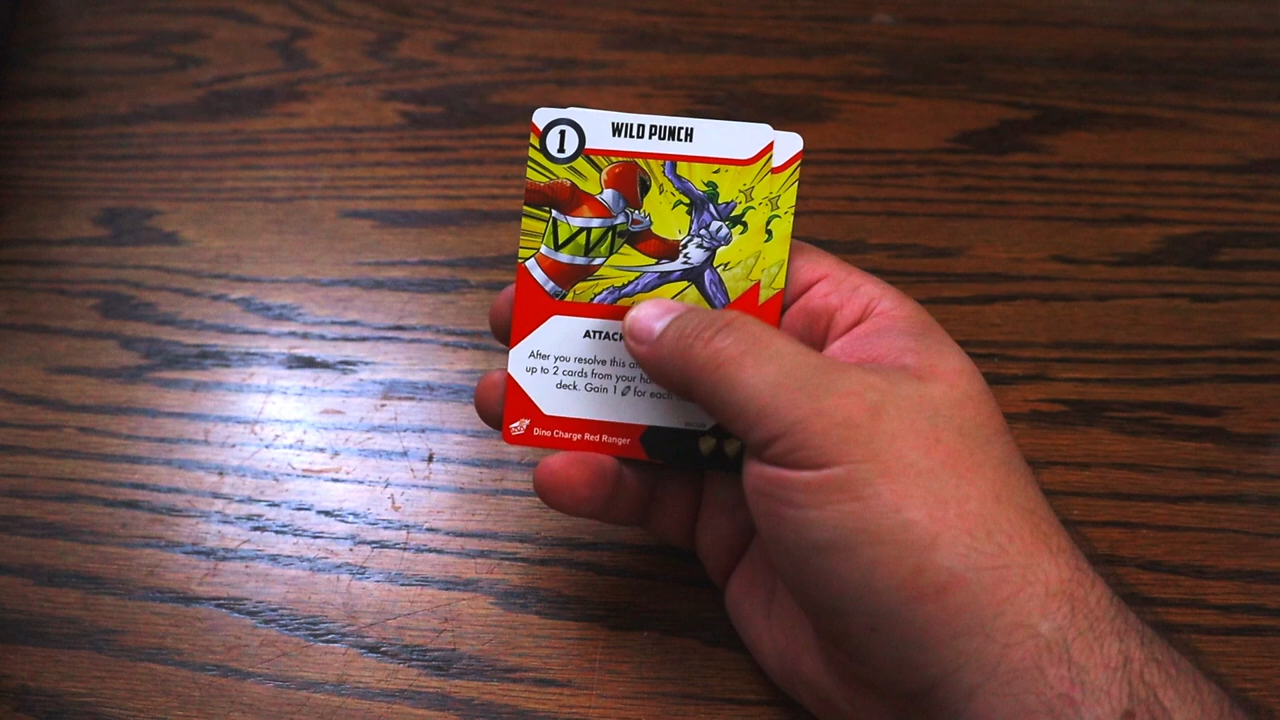 1
WILD PUNCH
ATTACK
After you resolve this
up to 2 cards from your
deck. Gain 1 for each
Dino Charge Red Ranger